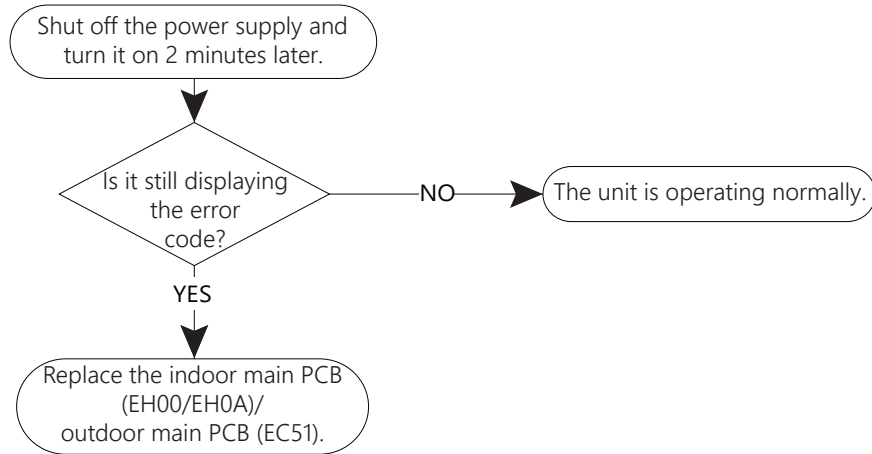 Shut off the power supply and
turn it on 2 minutes later.
Is it still displaying
the error
code?
NO
The unit is operating normally.
YES
Replace the indoor main PCB
(EH00/EH0A)/
outdoor main PCB (EC51).